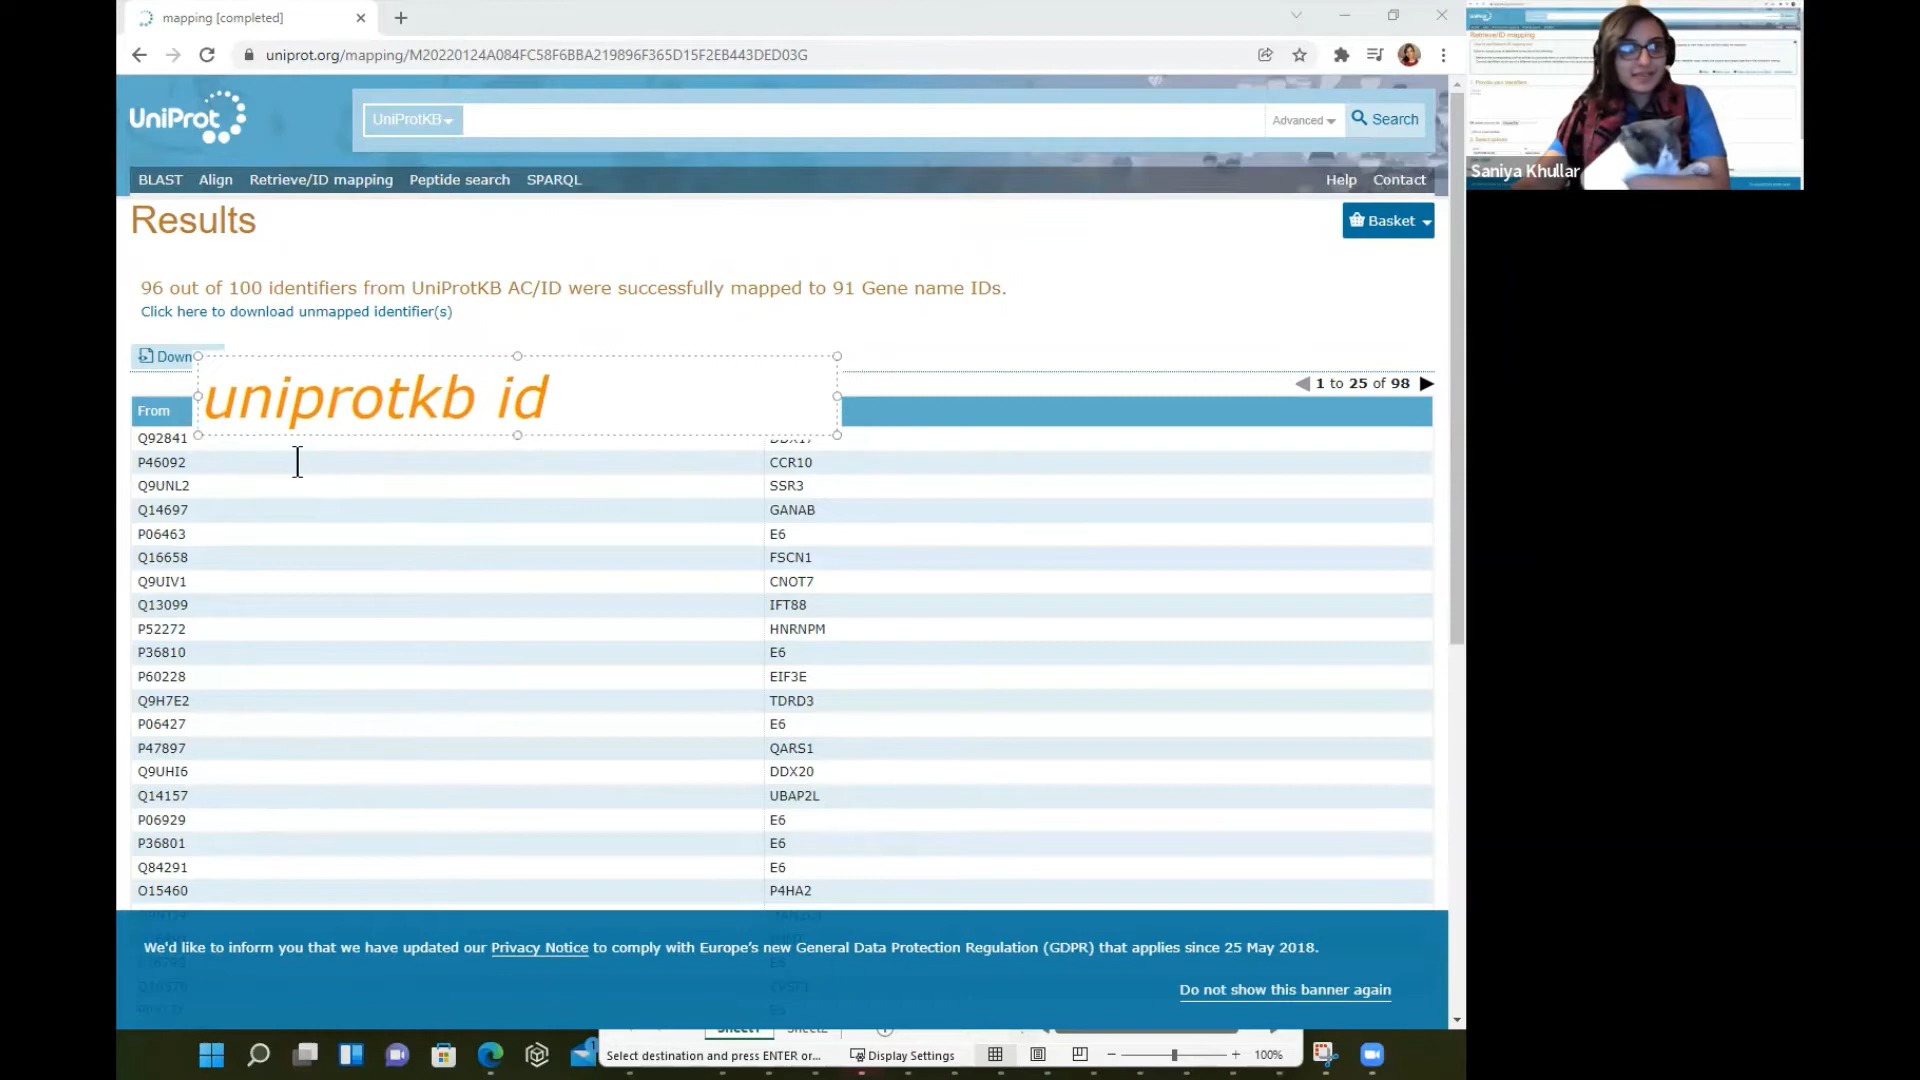 mapping [completed]
uniprot.org/mapping/M20220124A084FC58F6BBA219896F365D15F2EB443DED03G
UniProt
UniProtKB
Advanced
Search
BLAST Align Retrieve/ID mapping Peptide search SPARQL
Help Contact
Results
Basket
96 out of 100 identifiers from UniProtKB AC/ID were successfully mapped to 91 Gene name IDs.
Click here to download unmapped identifier(s)
Down
uniprotkb id
1 to 25 of 98
From
Q92841 DDX17
P46092 CCR10
Q9UNL2 SSR3
Q14697 GANAB
P06463 E6
Q16658 FSCN1
Q9UIV1 CNOT7
Q13099 IFT88
P52272 HNRNPM
P36810 E6
P60228 EIF3E
Q9H7E2 TDRD3
P06427 E6
P47897 QARS1
Q9UHI6 DDX20
Q14157 UBAP2L
P06929 E6
P36801 E6
Q84291 E6
O15460 P4HA2
We'd like to inform you that we have updated our Privacy Notice to comply with Europe's new General Data Protection Regulation (GDPR) that applies since 25 May 2018.
Do not show this banner again
Sheet1 Sheet2
Select destination and press ENTER or...
Display Settings
100%
Retrieve/ID mapping
Saniya Khullar